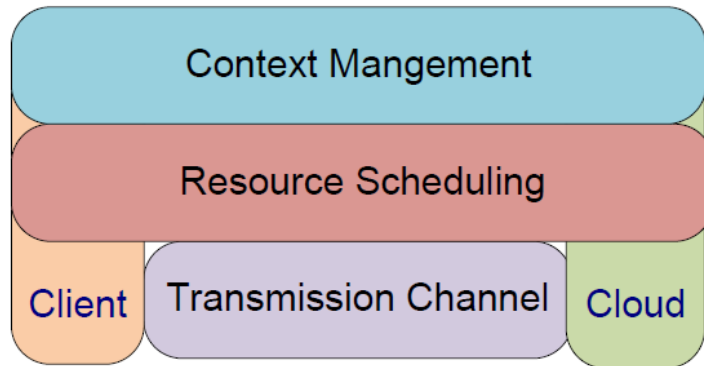 Context Mangement
Resource Scheduling
Client
Transmission Channel
Cloud